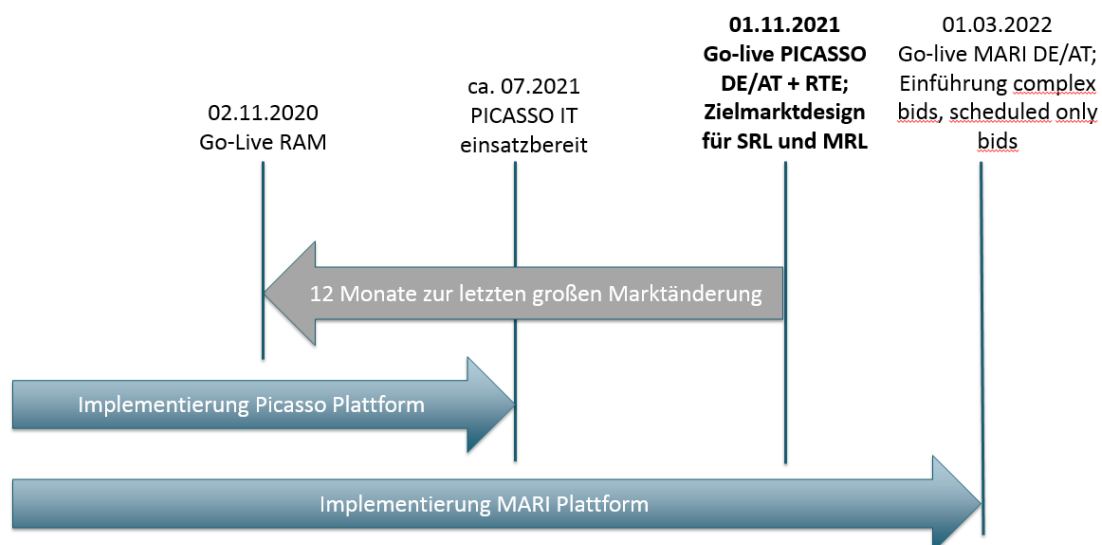 02.11.2020
Go-Live RAM
ca. 07.2021
PICASSO IT
einsatzbereit
01.11.2021
Go-live PICASSO
DE/AT + RTE;
Zielmarktdesign
für SRL und MRL
01.03.2022
Go-live MARI DE/AT;
Einführung complex
bids, scheduled only
bids
12 Monate zur letzten großen Marktänderung
Implementierung Picasso Plattform
Implementierung MARI Plattform